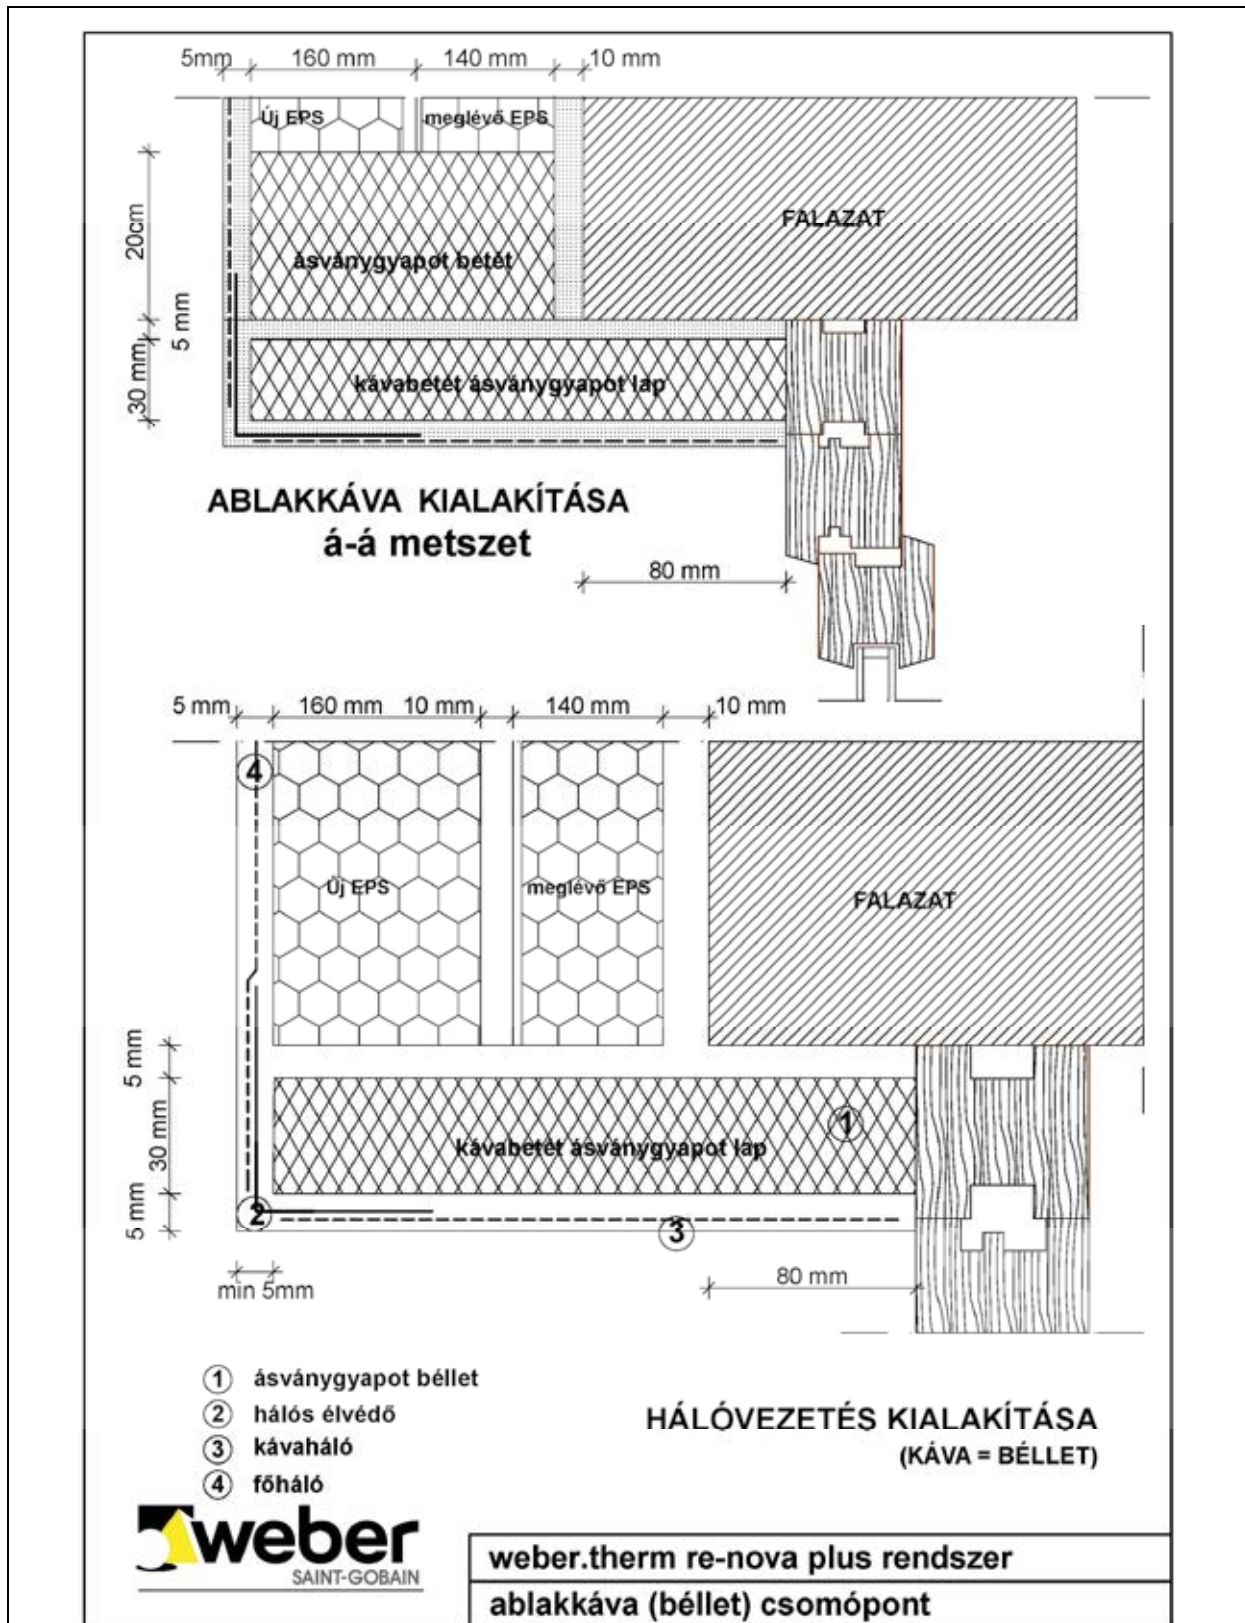 5mm 160 mm 140 mm 10 mm
Új EPS meglévő EPS
FALAZAT
20cm
ásványgyapot betét
5 mm
30 mm
kávabetét ásványgyapot lap
ABLAKKÁVA KIALAKÍTÁSA
á-á metszet
80 mm
5 mm 160 mm 10 mm 140 mm 10 mm
4
Új EPS meglévő EPS
FALAZAT
5 mm
30 mm
1
kávabetét ásványgyapot lap
5 mm
2
3
min 5mm
80 mm
1 ásványgyapot béllet
2 hálós élvédő
3 kávaháló
4 főháló
HÁLÓVEZETÉS KIALAKÍTÁSA
(KÁVA = BÉLLET)
weber
SAINT-GOBAIN
weber.therm re-nova plus rendszer
ablakkáva (béllet) csomópont